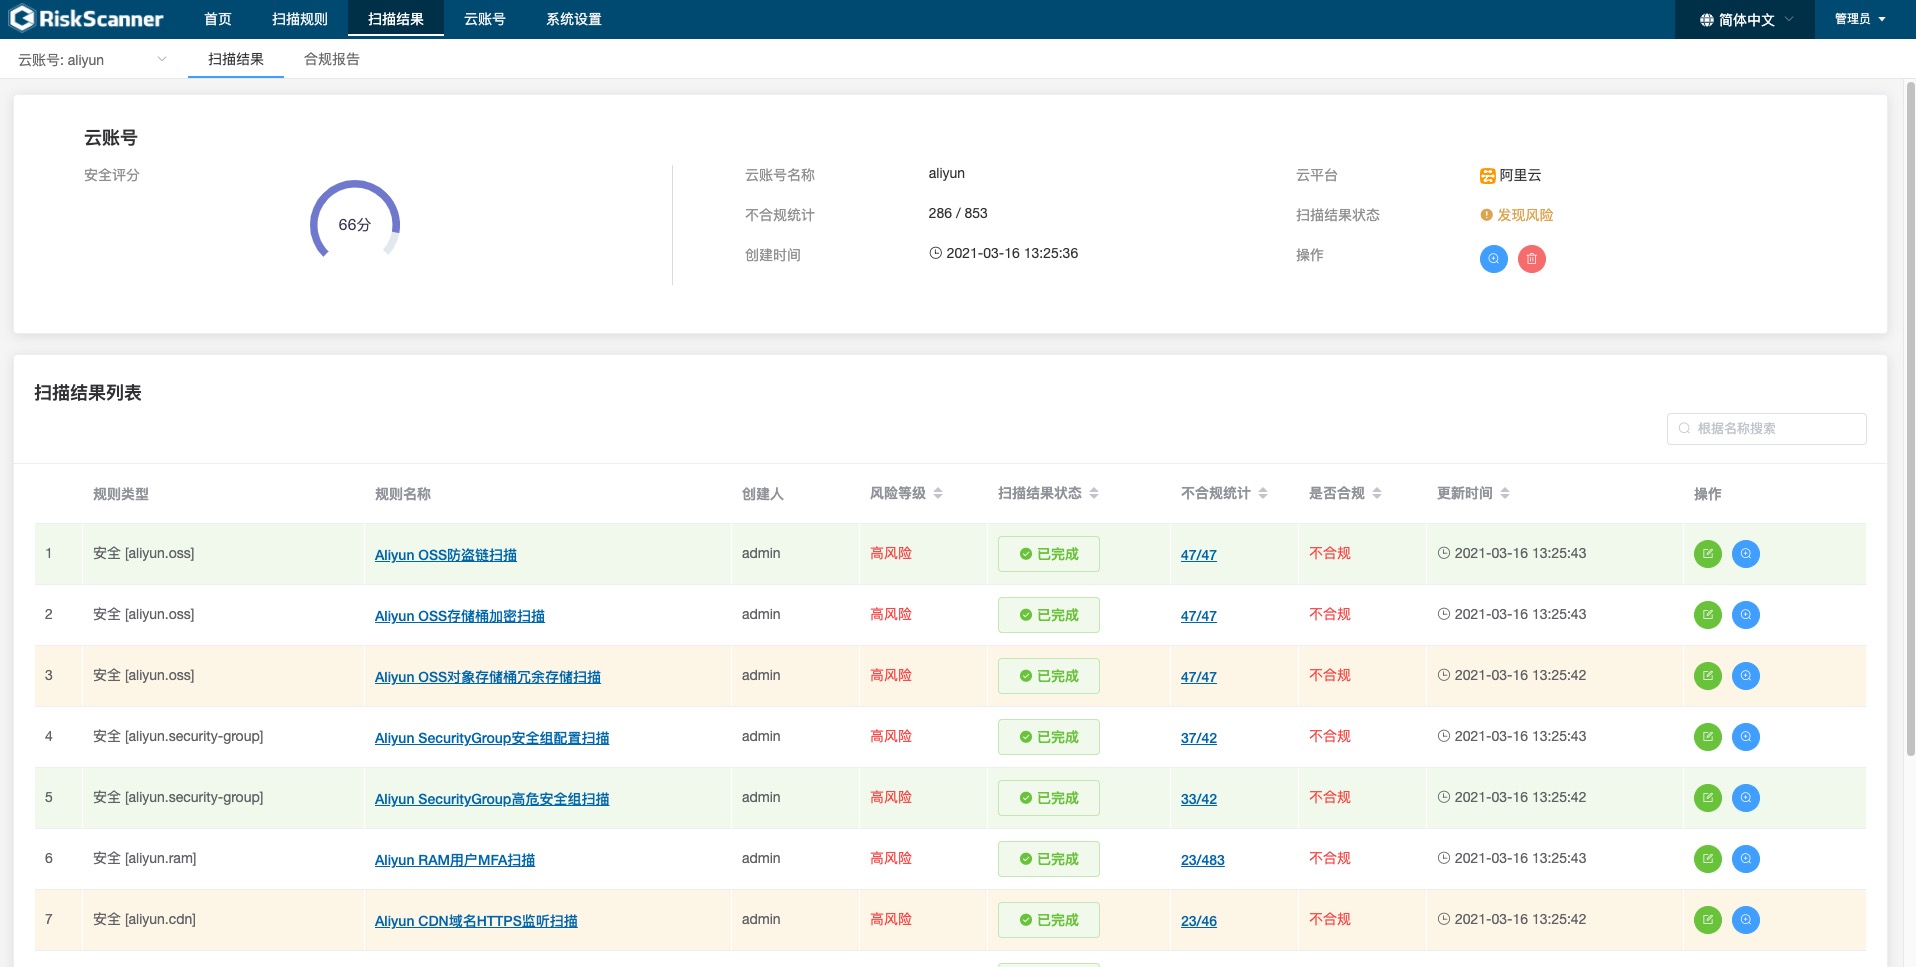 RiskScanner 首页 扫描规则 扫描结果 云账号 系统设置 简体中文 管理员
云账号: aliyun 扫描结果 合规报告
云账号
安全评分
66分
云账号名称 aliyun 云平台 阿里云
不合规统计 286 / 853 扫描结果状态 发现风险
创建时间 2021-03-16 13:25:36 操作
扫描结果列表
根据名称搜索
规则类型 规则名称 创建人 风险等级 扫描结果状态 不合规统计 是否合规 更新时间 操作
1 安全 [aliyun.oss] Aliyun OSS防盗链扫描 admin 高风险 已完成 47/47 不合规 2021-03-16 13:25:43
2 安全 [aliyun.oss] Aliyun OSS存储桶加密扫描 admin 高风险 已完成 47/47 不合规 2021-03-16 13:25:43
3 安全 [aliyun.oss] Aliyun OSS对象存储桶冗余存储扫描 admin 高风险 已完成 47/47 不合规 2021-03-16 13:25:42
4 安全 [aliyun.security-group] Aliyun SecurityGroup安全组配置扫描 admin 高风险 已完成 37/42 不合规 2021-03-16 13:25:43
5 安全 [aliyun.security-group] Aliyun SecurityGroup高危安全组扫描 admin 高风险 已完成 33/42 不合规 2021-03-16 13:25:42
6 安全 [aliyun.ram] Aliyun RAM用户MFA扫描 admin 高风险 已完成 23/483 不合规 2021-03-16 13:25:43
7 安全 [aliyun.cdn] Aliyun CDN域名HTTPS监听扫描 admin 高风险 已完成 23/46 不合规 2021-03-16 13:25:42